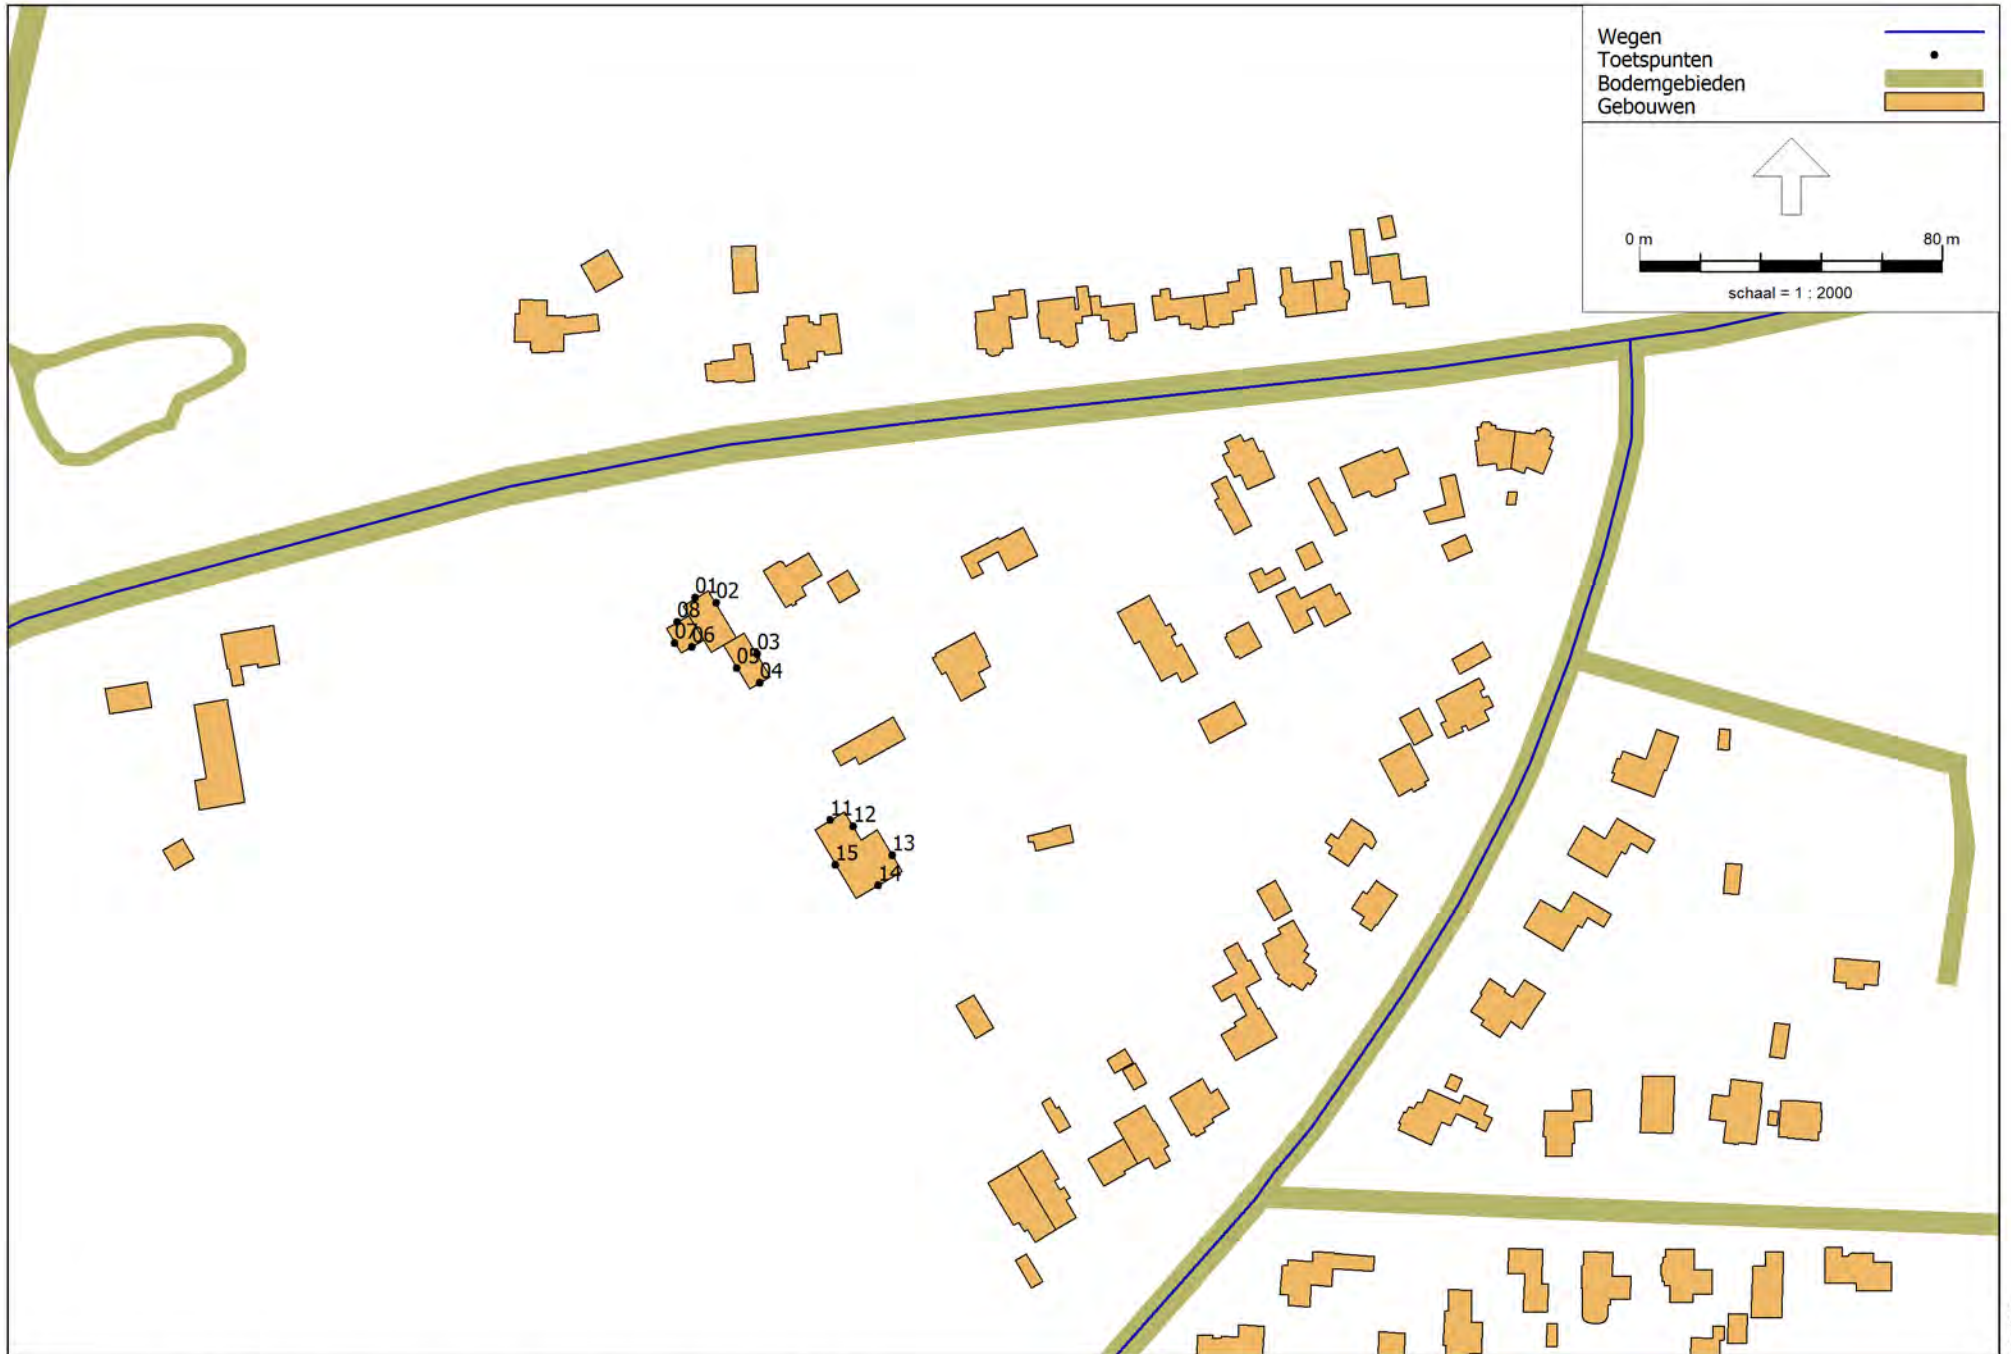 Wegen
Toetspunten
Bodemgebieden
Gebouwen
0 m 80 m
schaal = 1 : 2000
01
02
08
07
06
03
05
04
11
12
13
15
14